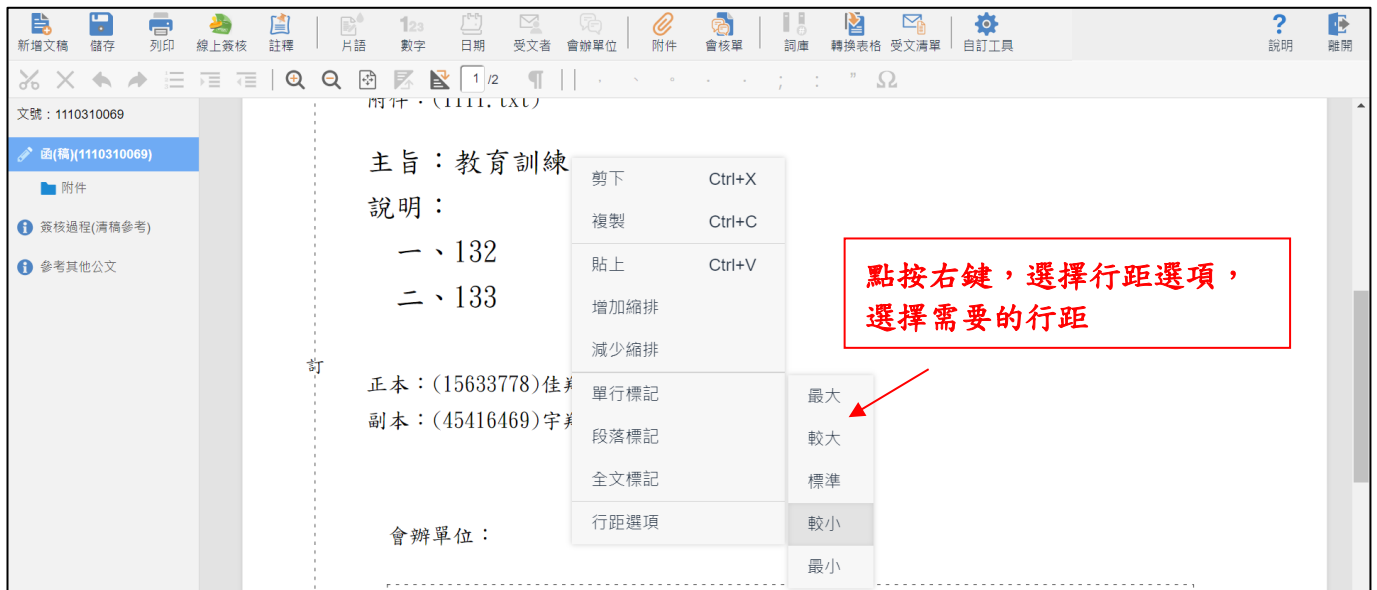 新增文稿 儲存 列印 線上簽核 註釋 片語 數字 日期 受文者 會辦單位 附件 會核單 詞庫 轉換表格 受文清單 自訂工具 說明 離開
1 /2
文號：1110310069
函(稿)(1110310069)
附件
簽核過程(清稿參考)
參考其他公文
附件：(1111.txt)
主旨：教育訓練
說明：
一、132
二、133
訂
正本：(15633778)佳
副本：(45416469)宇
會辦單位：
剪下 Ctrl+X
複製 Ctrl+C
貼上 Ctrl+V
增加縮排
減少縮排
單行標記
段落標記
全文標記
行距選項
最大
較大
標準
較小
最小
點按右鍵，選擇行距選項，
選擇需要的行距